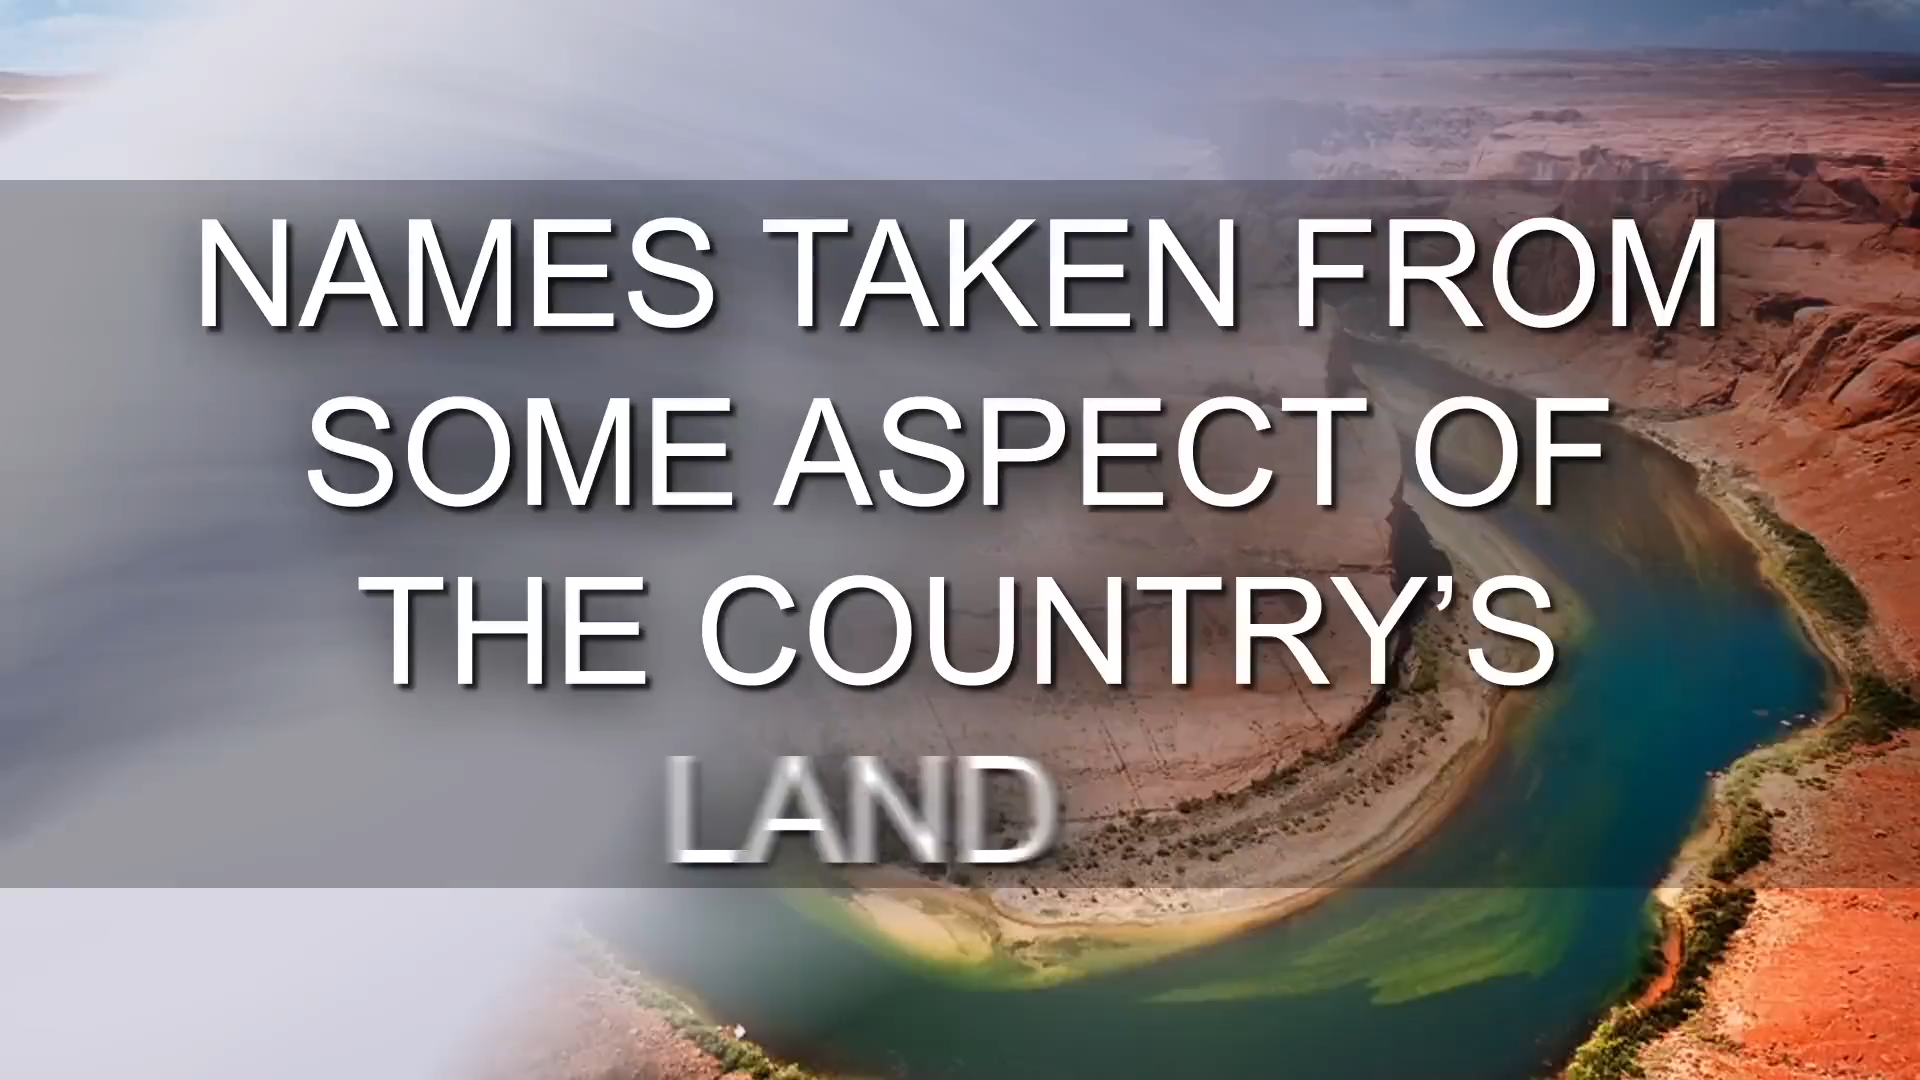 NAMES TAKEN FROM
SOME ASPECT OF
THE COUNTRY’S
LAND